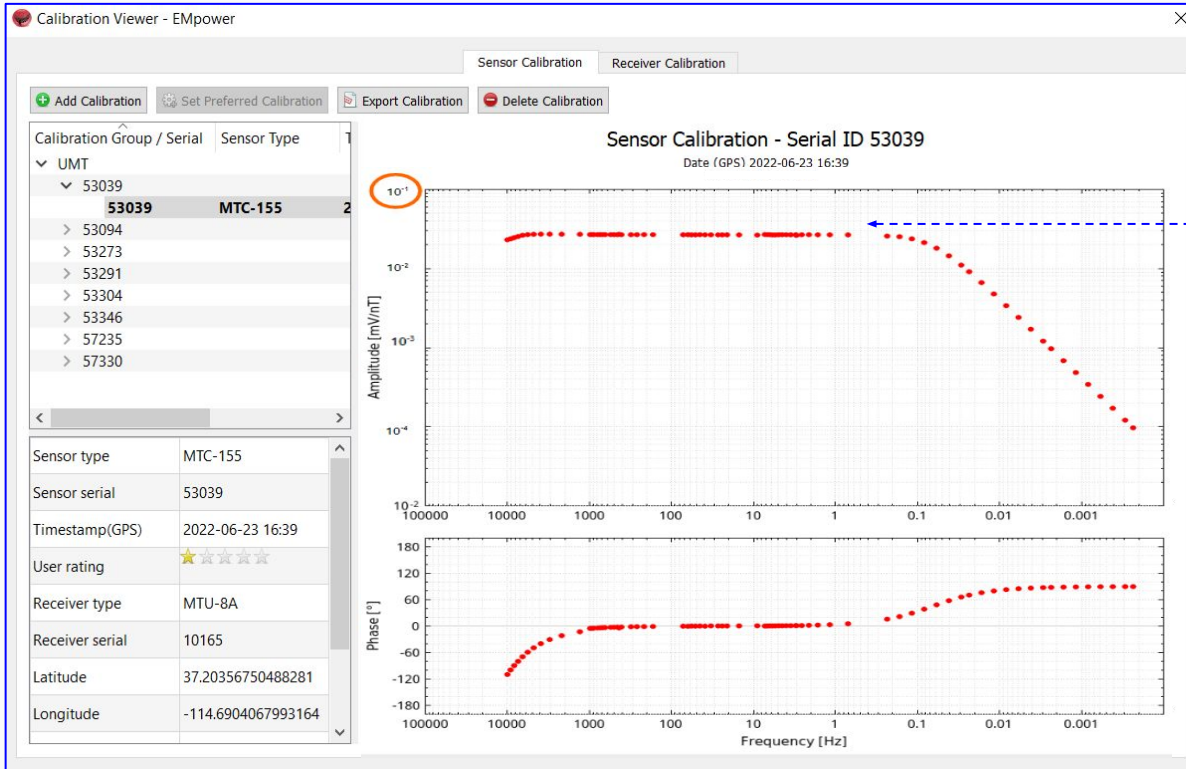 Calibration Viewer - EMpower
Sensor Calibration Receiver Calibration
Add Calibration Set Preferred Calibration Export Calibration Delete Calibration
Calibration Group / Serial Sensor Type T
UMT
53039
53039 MTC-155 2
53094
53273
53291
53304
53346
57235
57330
Sensor type MTC-155
Sensor serial 53039
Timestamp(GPS) 2022-06-23 16:39
User rating
Receiver type MTU-8A
Receiver serial 10165
Latitude 37.20356750488281
Longitude -114.6904067993164
Sensor Calibration - Serial ID 53039
Date (GPS) 2022-06-23 16:39
Amplitude [mV/nT]
10⁻¹
10⁻²
10⁻³
10⁻⁴
10⁻²
100000 10000 1000 100 10 1 0.1 0.01 0.001
Phase [°]
180
120
60
0
-60
-120
-180
100000 10000 1000 100 10 1 0.1 0.01 0.001
Frequency [Hz]